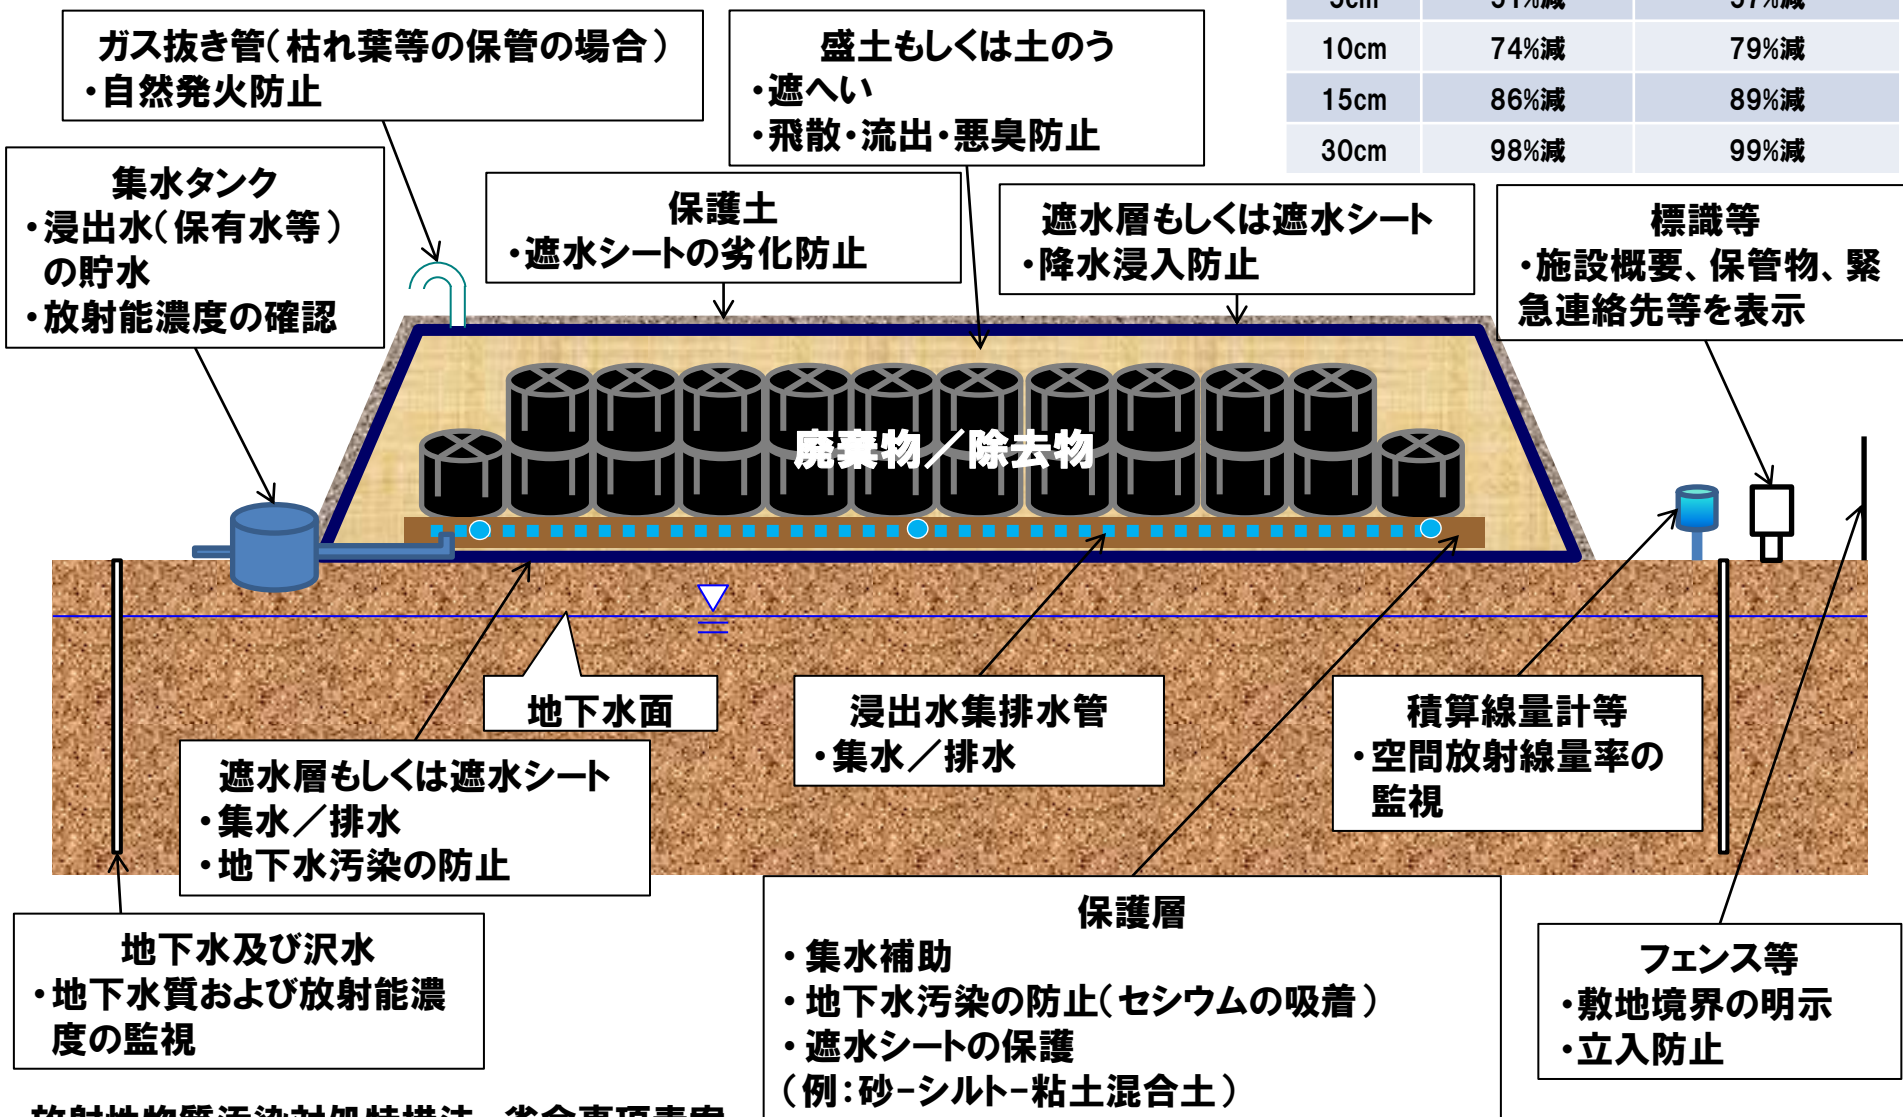 ガス抜き管(枯れ葉等の保管の場合)
・自然発火防止
盛土もしくは土のう
・遮へい
・飛散・流出・悪臭防止
10cm 74%減 79%減
15cm 86%減 89%減
30cm 98%減 99%減
集水タンク
・浸出水(保有水等)
の貯水
・放射能濃度の確認
保護土
・遮水シートの劣化防止
遮水層もしくは遮水シート
・降水浸入防止
標識等
・施設概要、保管物、緊
急連絡先等を表示
廃棄物／除去物
地下水面
浸出水集排水管
・集水／排水
積算線量計等
・空間放射線量率の
監視
遮水層もしくは遮水シート
・集水／排水
・地下水汚染の防止
地下水及び沢水
・地下水質および放射能濃
度の監視
保護層
・集水補助
・地下水汚染の防止(セシウムの吸着)
・遮水シートの保護
(例:砂-シルト-粘土混合土)
フェンス等
・敷地境界の明示
・立入防止